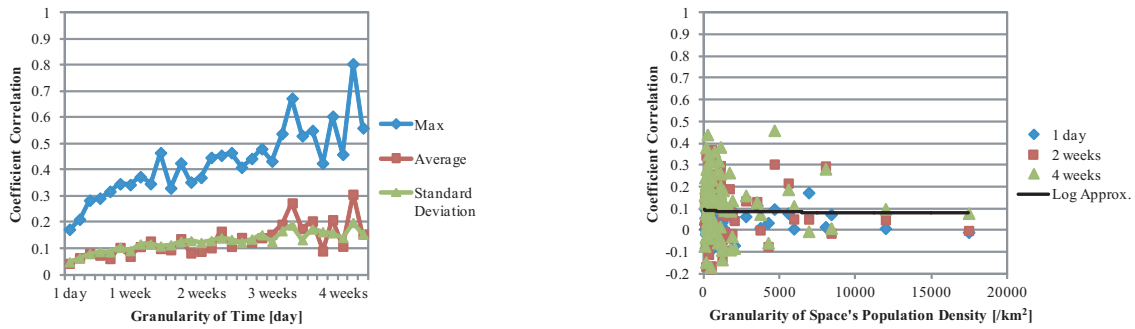 1
0.9
0.8
0.7
0.6
0.5
0.4
0.3
0.2
0.1
0
Coefficient Correlation
1 day 1 week 2 weeks 3 weeks 4 weeks
Granularity of Time [day]
Max
Average
Standard
Deviation
1
0.9
0.8
0.7
0.6
0.5
0.4
0.3
0.2
0.1
0
-0.1
-0.2
Coefficient Correlation
0 5000 10000 15000 20000
Granularity of Space's Population Density [/km²]
1 day
2 weeks
4 weeks
Log Approx.